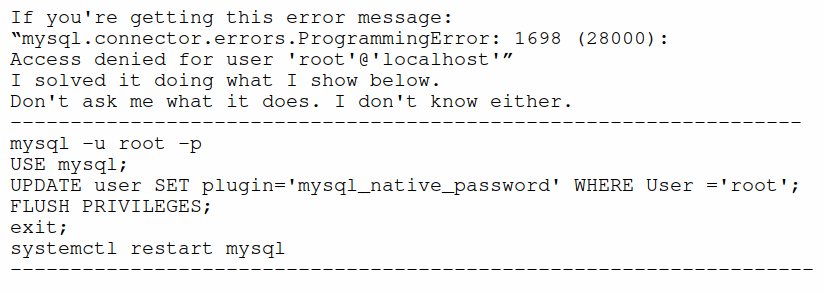 If you're getting this error message:
“mysql.connector.errors.ProgrammingError: 1698 (28000):
Access denied for user 'root'@'localhost'”
I solved it doing what I show below.
Don't ask me what it does. I don't know either.
------------------------------------------------------------------
mysql -u root -p
USE mysql;
UPDATE user SET plugin='mysql_native_password' WHERE User ='root';
FLUSH PRIVILEGES;
exit;
systemctl restart mysql
-------------------------------------------------------------------